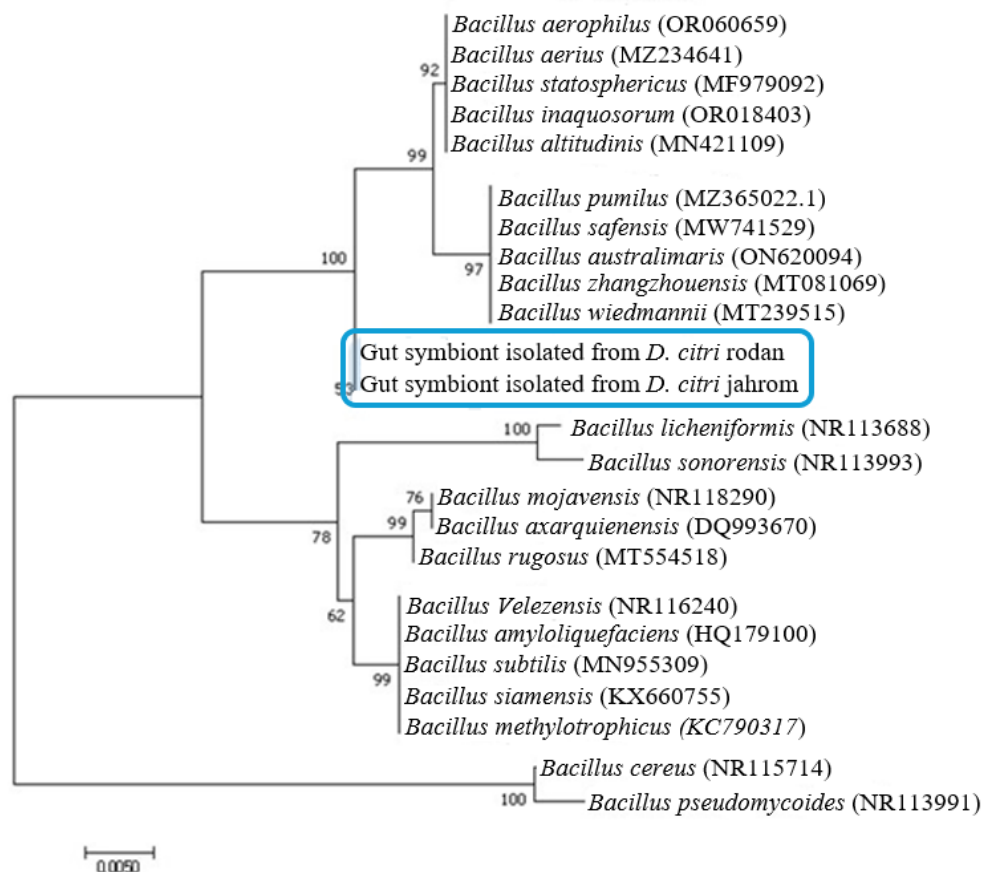 Bacillus aerophilus (OR060659)
Bacillus aerius (MZ234641)
92
Bacillus statosphericus (MF979092)
Bacillus inaquosorum (OR018403)
Bacillus altitudinis (MN421109)
99
Bacillus pumilus (MZ365022.1)
Bacillus safensis (MW741529)
100
Bacillus australimaris (ON620094)
97
Bacillus zhangzhouensis (MT081069)
Bacillus wiedmannii (MT239515)
Gut symbiont isolated from D. citri rodan
53
Gut symbiont isolated from D. citri jahrom
100
Bacillus licheniformis (NR113688)
Bacillus sonorensis (NR113993)
76
Bacillus mojavensis (NR118290)
99
Bacillus axarquienensis (DQ993670)
78
Bacillus rugosus (MT554518)
Bacillus Velezensis (NR116240)
62
Bacillus amyloliquefaciens (HQ179100)
Bacillus subtilis (MN955309)
99
Bacillus siamensis (KX660755)
Bacillus methylotrophicus (KC790317)
Bacillus cereus (NR115714)
100
Bacillus pseudomycoides (NR113991)
0.0050